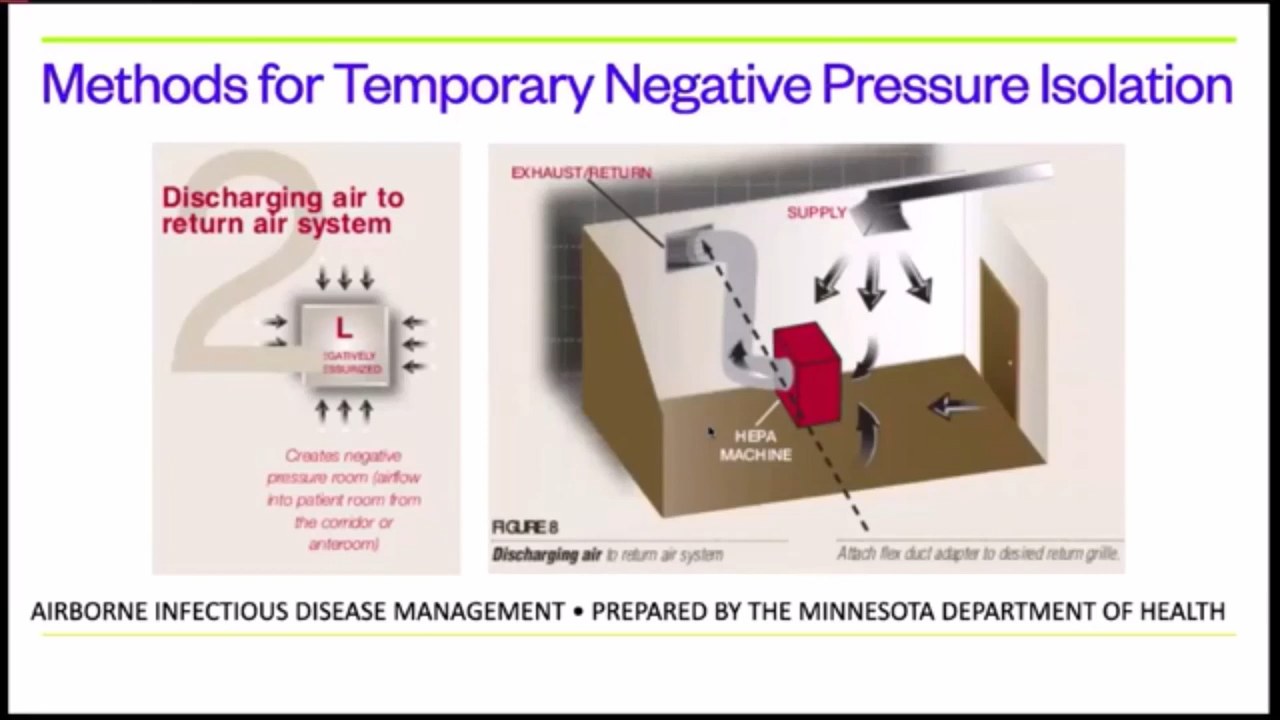 Methods for Temporary Negative Pressure Isolation
2
Discharging air to
return air system
L
EGATIVELY
ESSURIZED
Creates negative
pressure room (airflow
into patient room from
the corridor or
anteroom)
EXHAUST/RETURN
SUPPLY
HEPA
MACHINE
FIGURE 8
Discharging air to return air system
Attach flex duct adapter to desired return grille.
AIRBORNE INFECTIOUS DISEASE MANAGEMENT • PREPARED BY THE MINNESOTA DEPARTMENT OF HEALTH